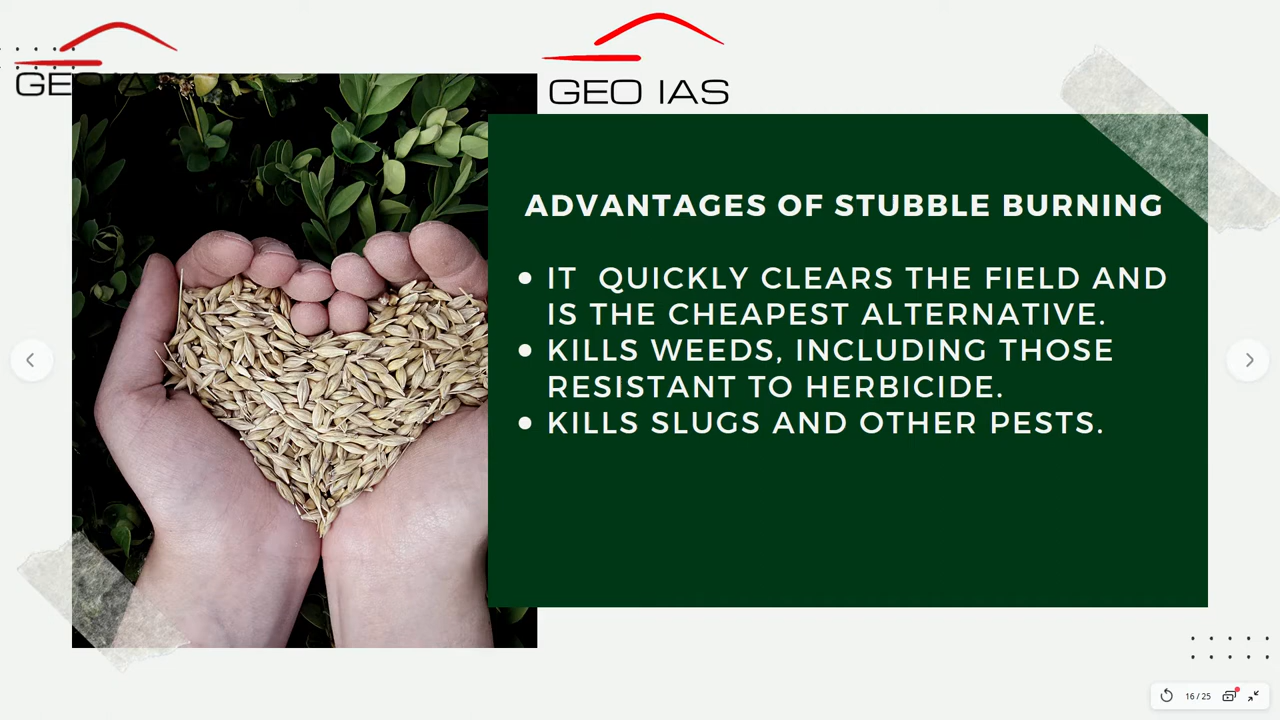 GEO IAS
GEO IAS
ADVANTAGES OF STUBBLE BURNING
IT QUICKLY CLEARS THE FIELD AND
IS THE CHEAPEST ALTERNATIVE.
KILLS WEEDS, INCLUDING THOSE
RESISTANT TO HERBICIDE.
KILLS SLUGS AND OTHER PESTS.
16 / 25